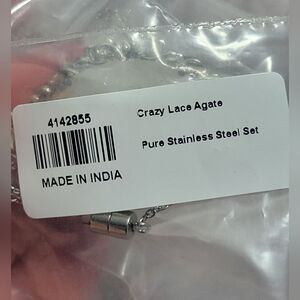 4142855
MADE IN INDIA
Crazy Lace Agate
Pure Stainless Steel Set